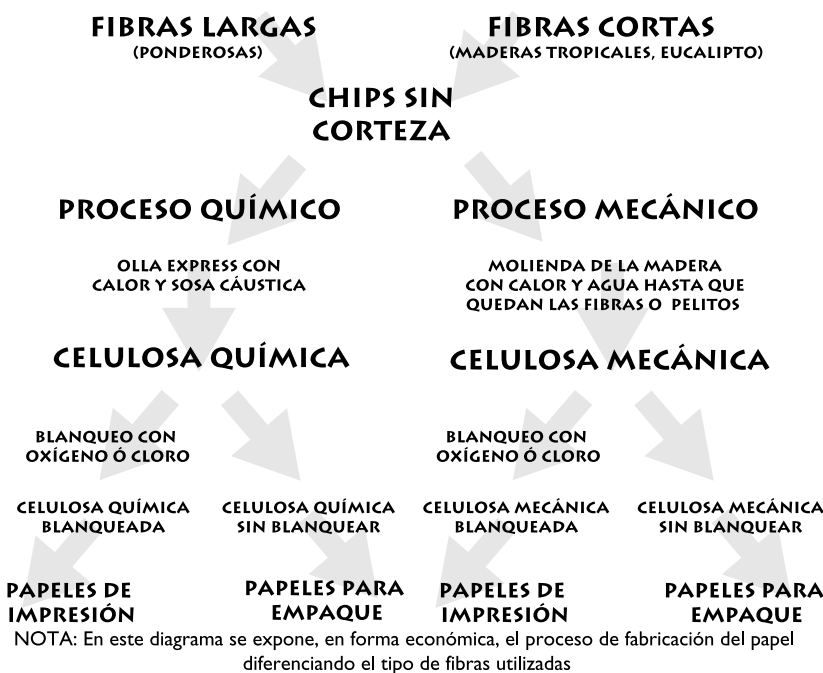 FIBRAS LARGAS
(PONDEROSAS)
FIBRAS CORTAS
(MADERAS TROPICALES, EUCALIPTO)
CHIPS SIN
CORTEZA
PROCESO QUÍMICO
PROCESO MECÁNICO
OLLA EXPRESS CON
CALOR Y SOSA CÁUSTICA
MOLIENDA DE LA MADERA
CON CALOR Y AGUA HASTA QUE
QUEDAN LAS FIBRAS O PELITOS
CELULOSA QUÍMICA
CELULOSA MECÁNICA
BLANQUEO CON
OXÍGENO Ó CLORO
BLANQUEO CON
OXÍGENO Ó CLORO
CELULOSA QUÍMICA
BLANQUEADA
CELULOSA QUÍMICA
SIN BLANQUEAR
CELULOSA MECÁNICA
BLANQUEADA
CELULOSA MECÁNICA
SIN BLANQUEAR
PAPELES DE
IMPRESIÓN
PAPELES PARA
EMPAQUE
PAPELES DE
IMPRESIÓN
PAPELES PARA
EMPAQUE
NOTA: En este diagrama se expone, en forma económica, el proceso de fabricación del papel
diferenciando el tipo de fibras utilizadas